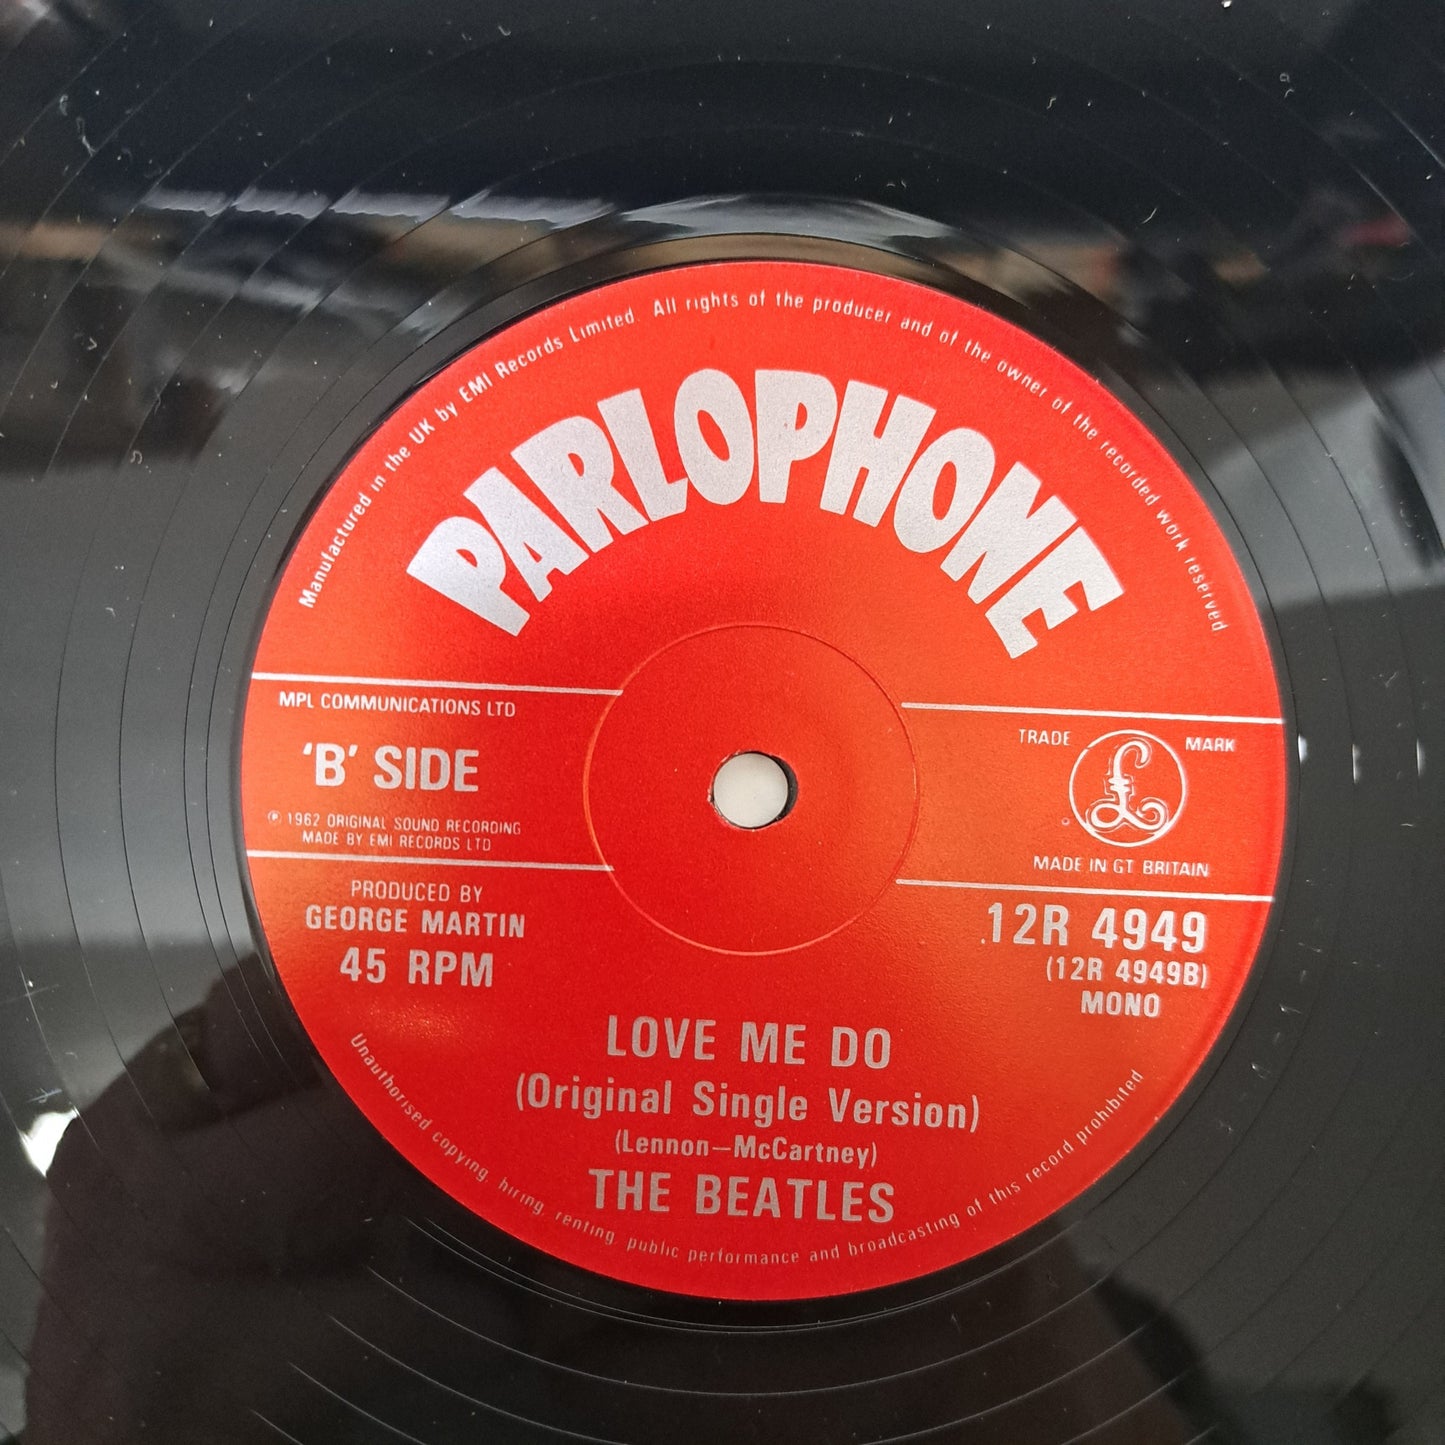 Manufactured in the UK by EMI Records Limited. All rights of the producer and of the owner of the recorded work reserved
PARLOPHONE
MPL COMMUNICATIONS LTD
'B' SIDE
℗ 1962 ORIGINAL SOUND RECORDING
MADE BY EMI RECORDS LTD
TRADE £ MARK
MADE IN GT BRITAIN
PRODUCED BY
GEORGE MARTIN
45 RPM
12R 4949
(12R 4949B)
MONO
LOVE ME DO
(Original Single Version)
(Lennon–McCartney)
THE BEATLES
Unauthorised copying, hiring, renting, public performance and broadcasting of this record prohibited